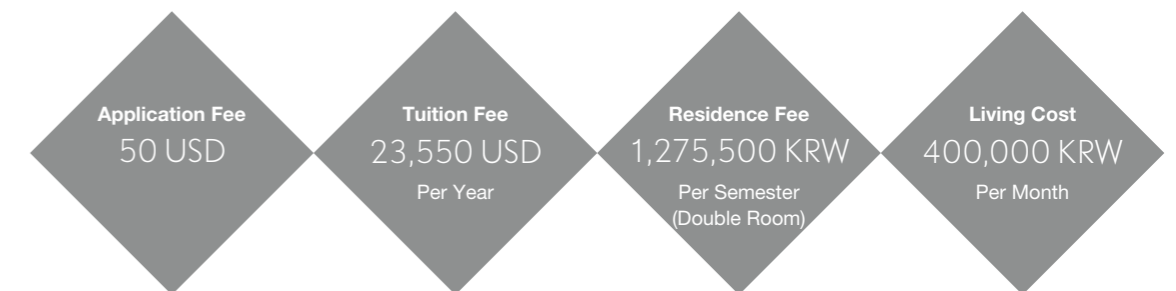 Application Fee
50 USD
Tuition Fee
23,550 USD
Per Year
Residence Fee
1,275,500 KRW
Per Semester
(Double Room)
Living Cost
400,000 KRW
Per Month